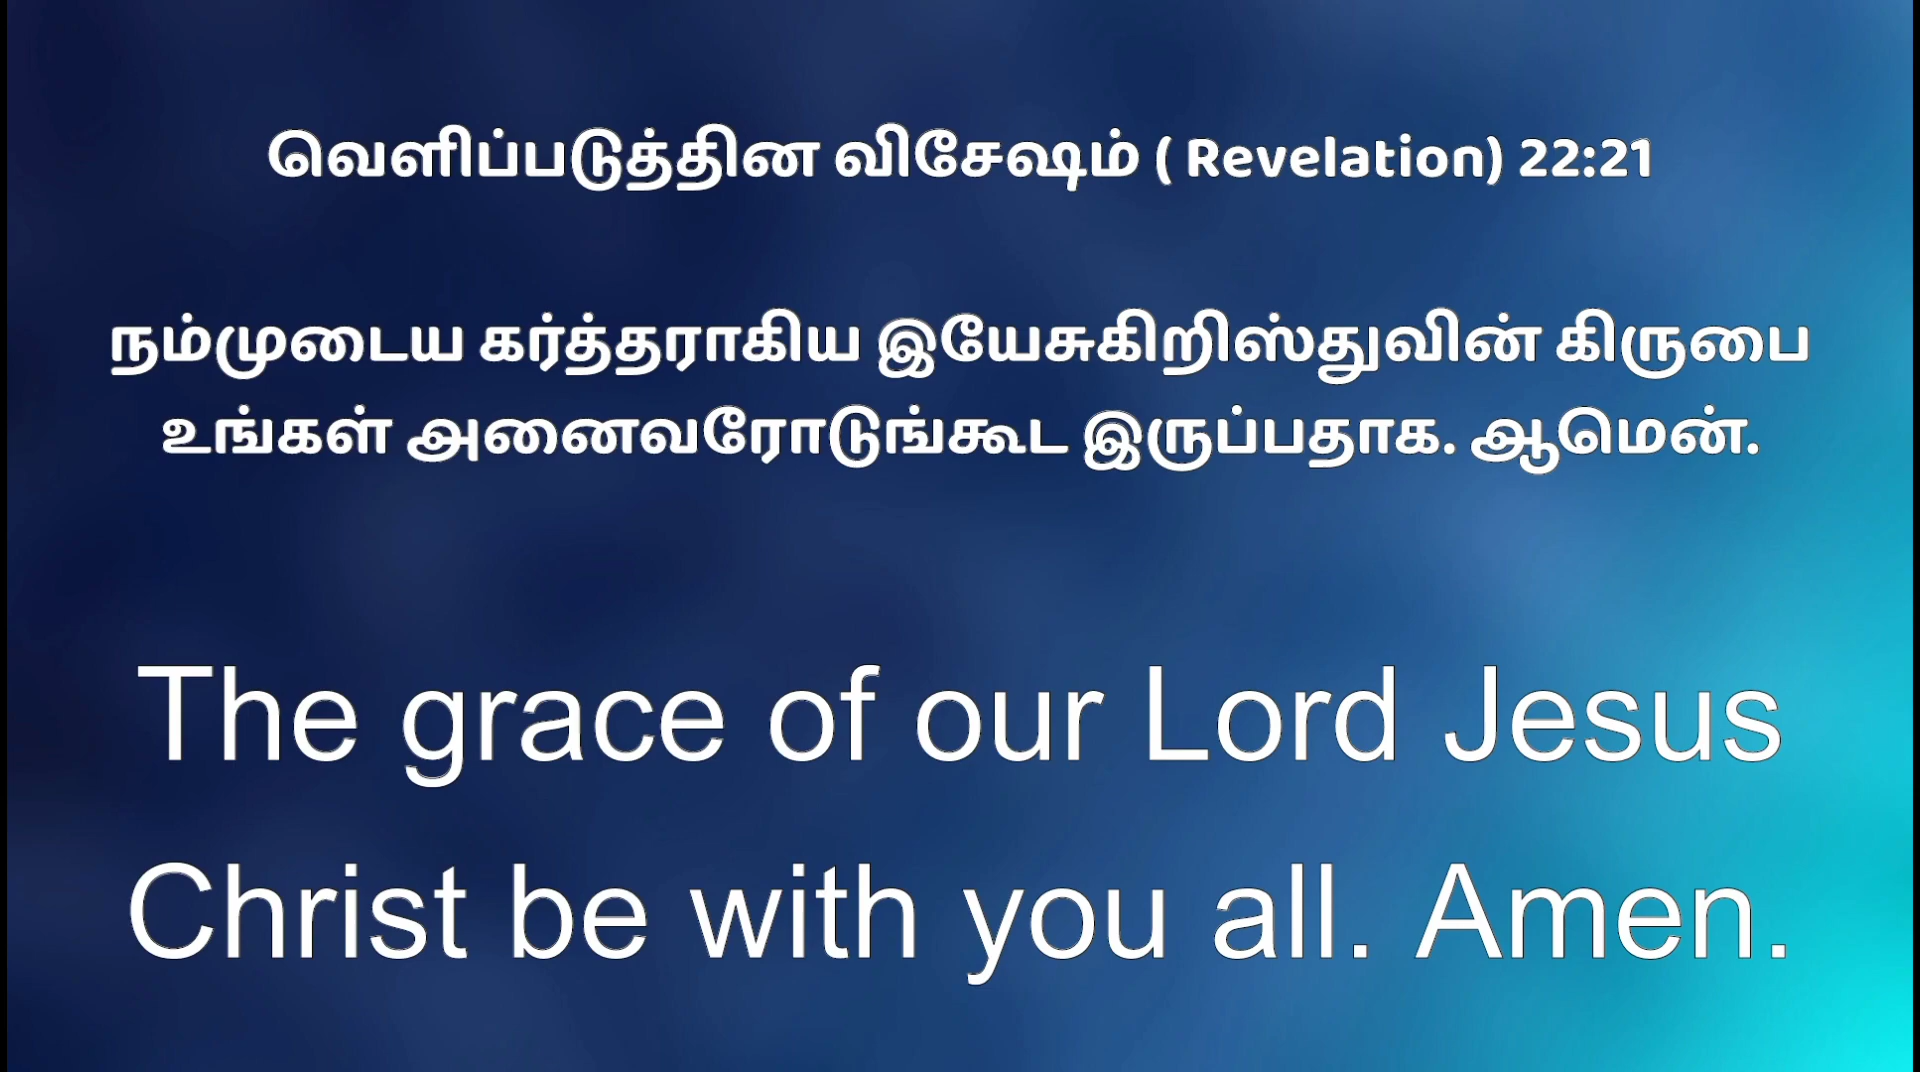 வெளிப்படுத்தின விசேஷம் ( Revelation) 22:21
நம்முடைய கர்த்தராகிய இயேசுகிறிஸ்துவின் கிருபை
உங்கள் அனைவரோடுங்கூட இருப்பதாக. ஆமென்.
The grace of our Lord Jesus
Christ be with you all. Amen.